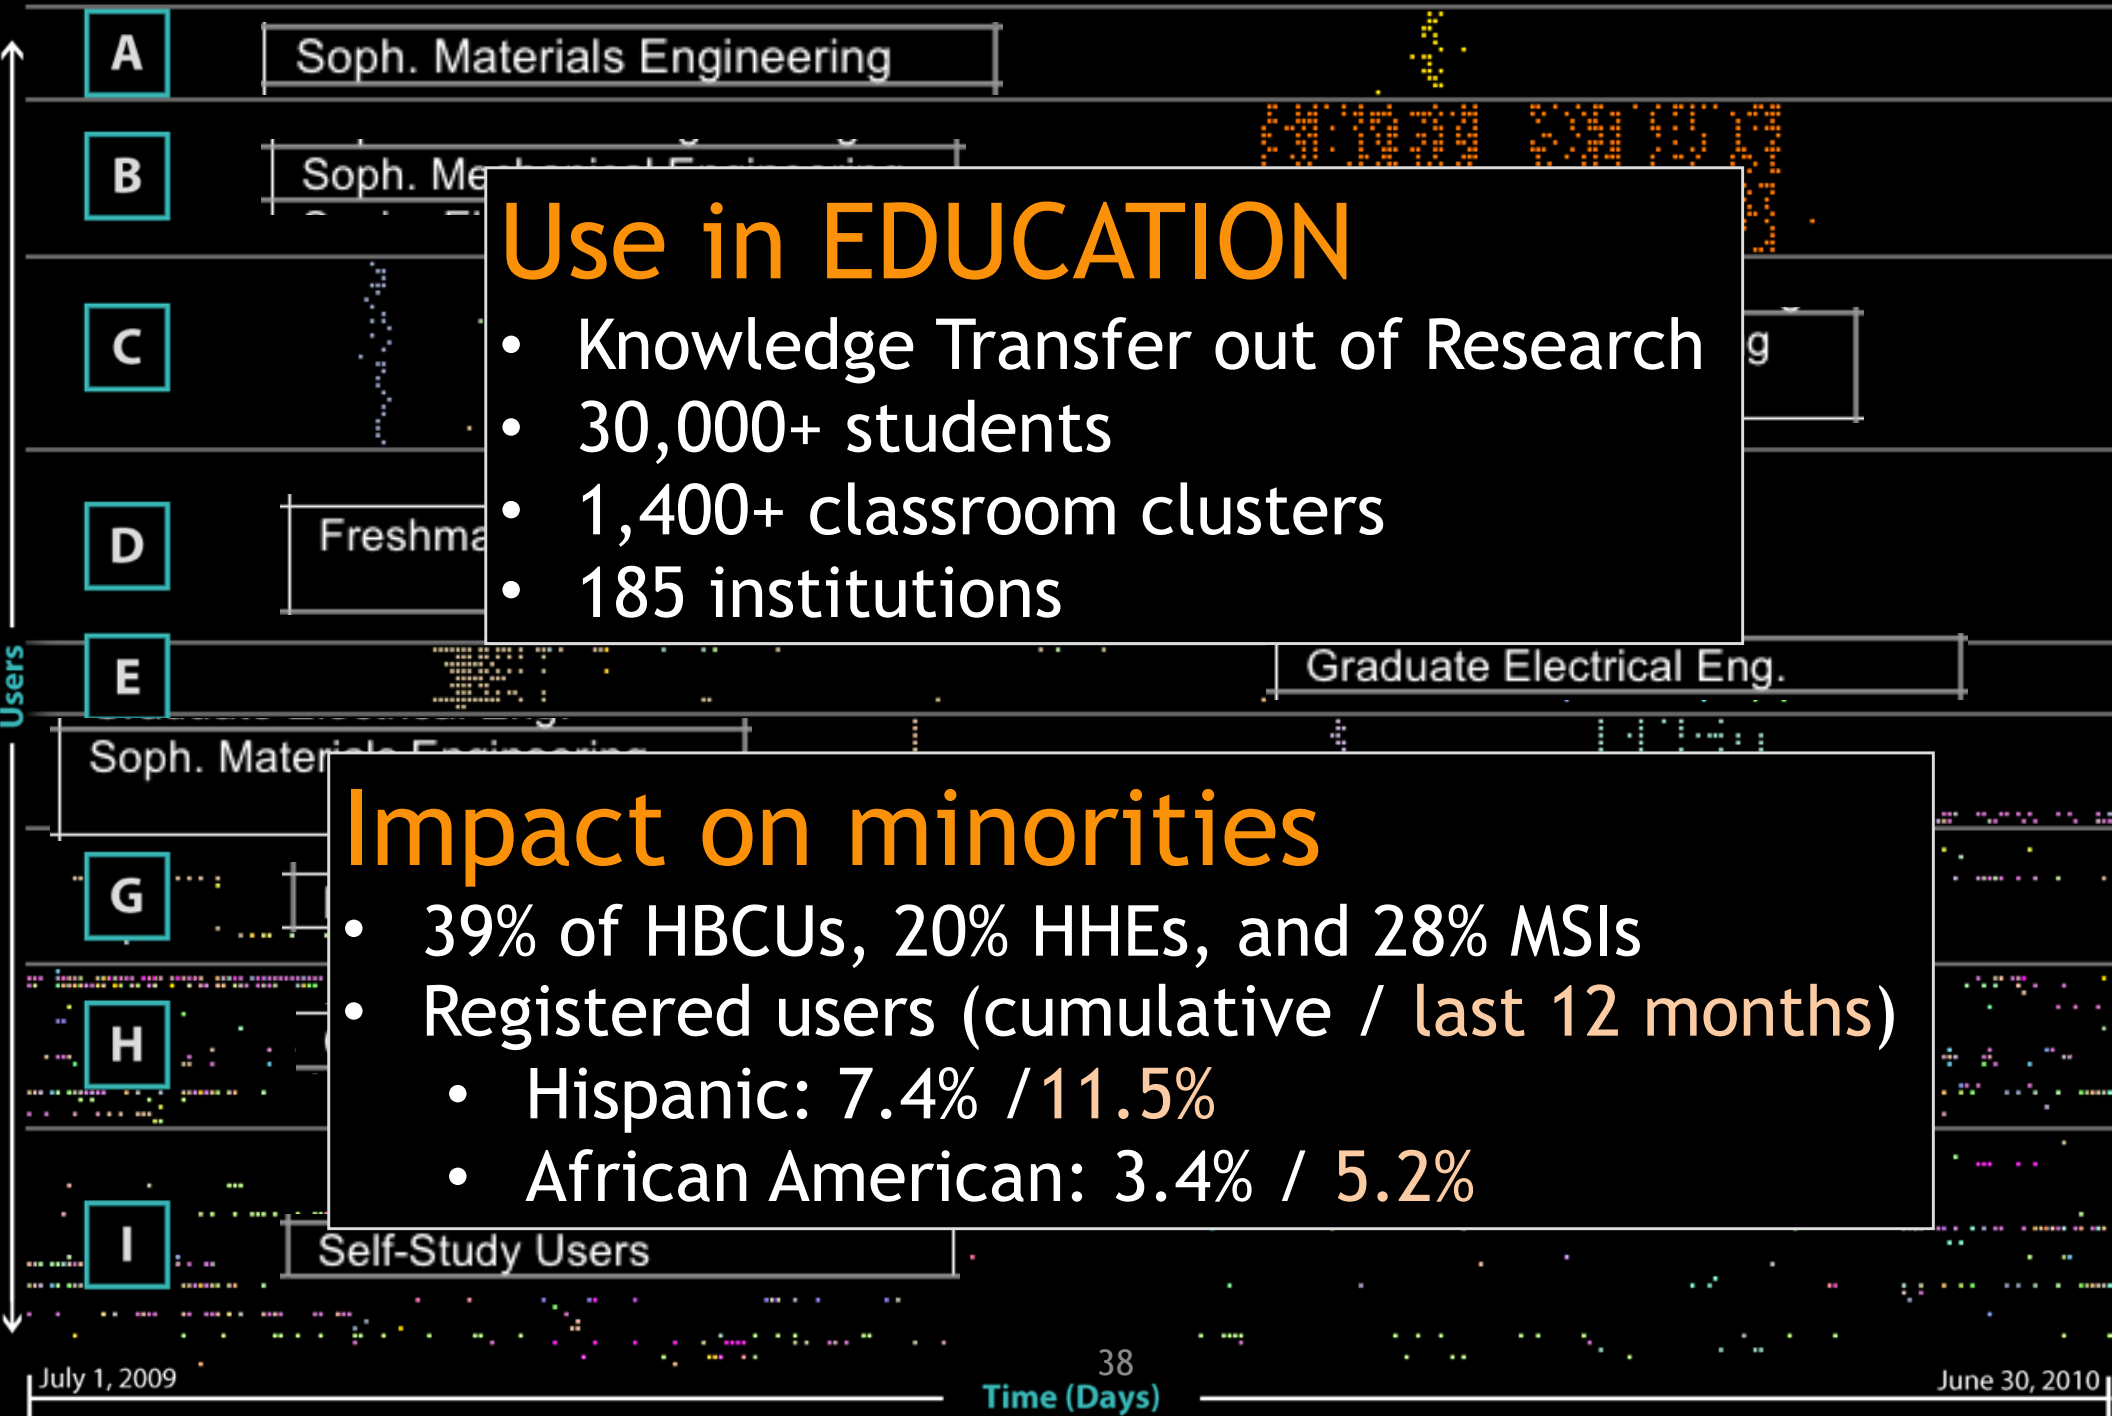 A
Soph. Materials Engineering
B
Soph. Me
Use in EDUCATION
• Knowledge Transfer out of Research
• 30,000+ students
• 1,400+ classroom clusters
• 185 institutions
C
g
D
Freshma
E
Graduate Electrical Eng.
Users
Soph. Materials Engineering
Impact on minorities
• 39% of HBCUs, 20% HHEs, and 28% MSIs
• Registered users (cumulative / last 12 months)
• Hispanic: 7.4% /11.5%
• African American: 3.4% / 5.2%
G
H
I
Self-Study Users
38
July 1, 2009
Time (Days)
June 30, 2010